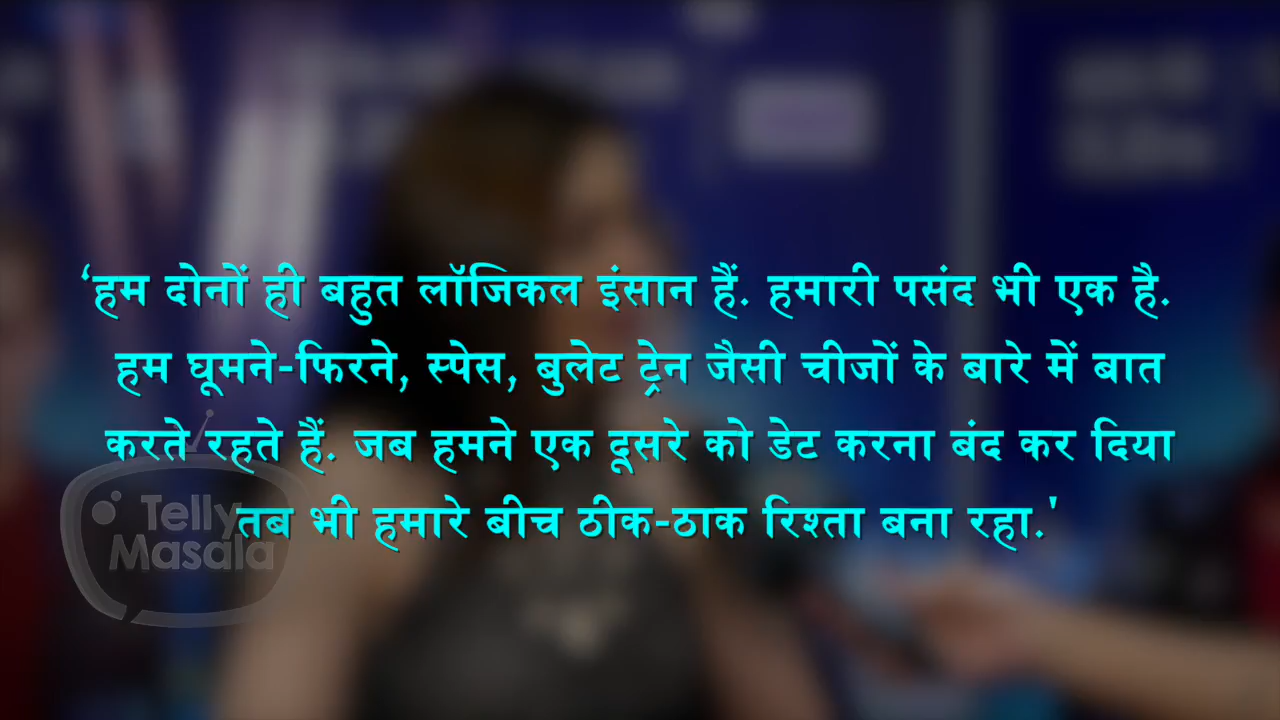 ‘हम दोनों ही बहुत लॉजिकल इंसान हैं. हमारी पसंद भी एक है.
हम घूमने-फिरने, स्पेस, बुलेट ट्रेन जैसी चीजों के बारे में बात
करते रहते हैं. जब हमने एक दूसरे को डेट करना बंद कर दिया
तब भी हमारे बीच ठीक-ठाक रिश्ता बना रहा.'
Telly
Masala